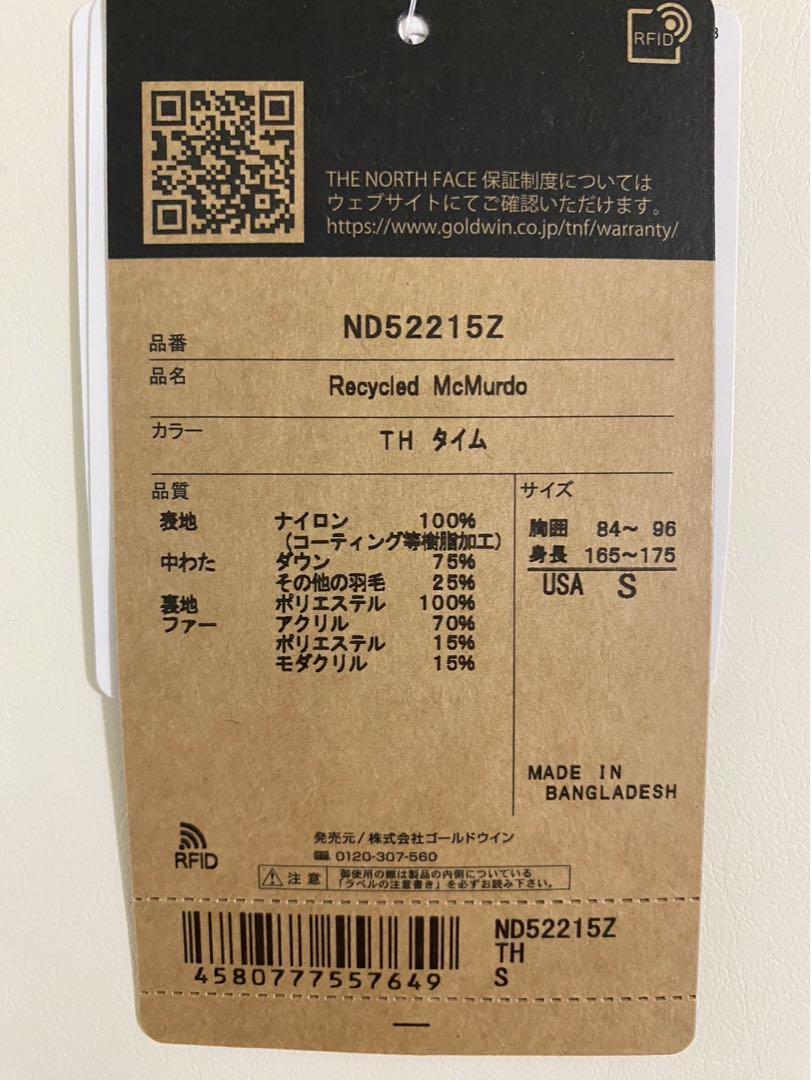 RFID
THE NORTH FACE 保証制度については
ウェブサイトにてご確認いただけます。
https://www.goldwin.co.jp/tnf/warranty/
品番 ND52215Z
品名 Recycled McMurdo
カラー TH タイム
品質
表地 ナイロン 100%
(コーティング等樹脂加工)
中わた ダウン 75%
その他の羽毛 25%
裏地 ポリエステル 100%
ファー アクリル 70%
ポリエステル 15%
モダクリル 15%
サイズ
胸囲 84〜 96
身長 165〜175
USA S
MADE IN
BANGLADESH
RFID
発売元/株式会社ゴールドウイン
0120-307-560
注意 御使用の際は製品の内側についている
「ラベルの注意書き」を必ずお読み下さい。
4580777557649
ND52215Z
TH
S